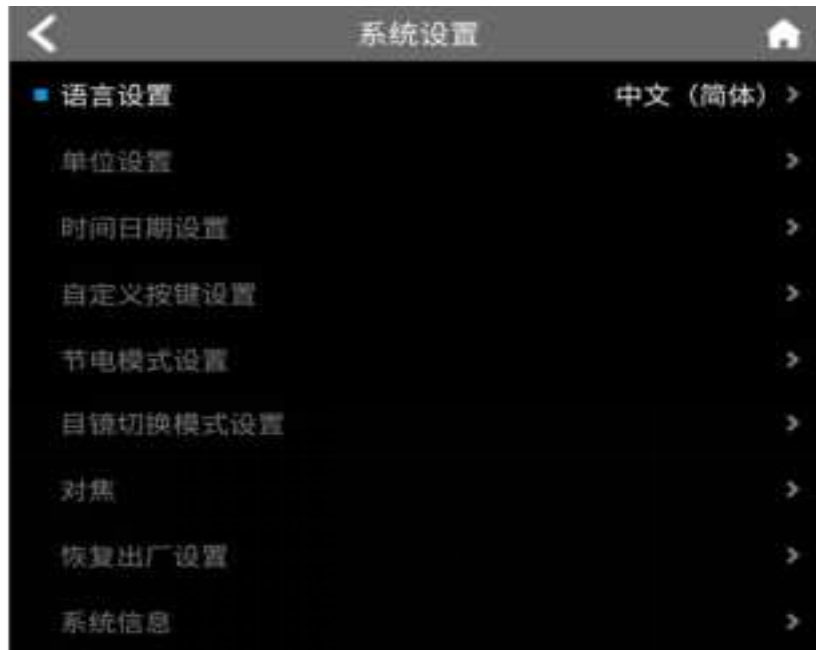 系统设置
语言设置 中文（简体）
单位设置
时间日期设置
自定义按键设置
节电模式设置
目镜切换模式设置
对焦
恢复出厂设置
系统信息